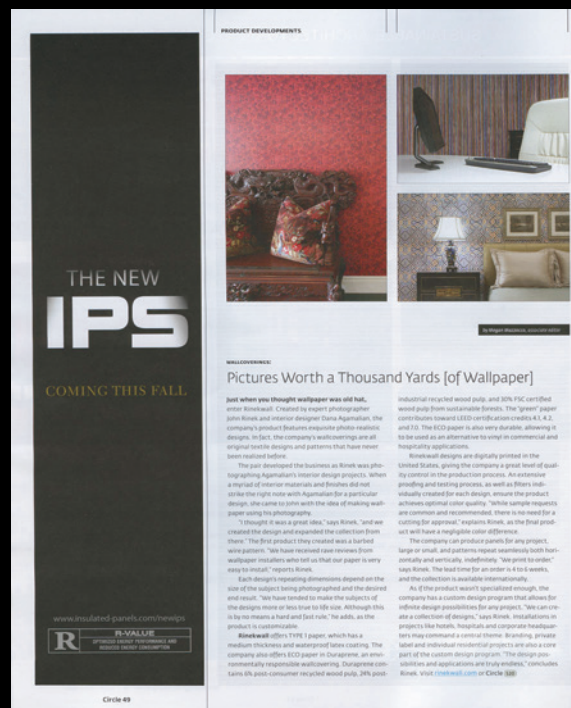 PRODUCT DEVELOPMENTS
THE NEW
IPS
COMING THIS FALL
www.insulated-panels.com/newips
R
R-VALUE
OPTIMIZED ENERGY PERFORMANCE AND
REDUCED ENERGY CONSUMPTION
Circle 49
by Megan Mazzocco, associate editor
WALLCOVERINGS:
Pictures Worth a Thousand Yards [of Wallpaper]
Just when you thought wallpaper was old hat,
enter Rinekwall. Created by expert photographer
John Rinek and interior designer Dana Agamalian, the
company's product features exquisite photo-realistic
designs. In fact, the company's wallcoverings are all
original textile designs and patterns that have never
been realized before.
The pair developed the business as Rinek was pho-
tographing Agamalian's interior design projects. When
a myriad of interior materials and finishes did not
strike the right note with Agamalian for a particular
design, she came to John with the idea of making wall-
paper using his photography.
"I thought it was a great idea," says Rinek, "and we
created the design and expanded the collection from
there." The first product they created was a barbed
wire pattern. "We have received rave reviews from
wallpaper installers who tell us that our paper is very
easy to install," reports Rinek.
Each design's repeating dimensions depend on the
size of the subject being photographed and the desired
end result. "We have tended to make the subjects of
the designs more or less true to life size. Although this
is by no means a hard and fast rule," he adds, as the
product is customizable.
Rinekwall offers TYPE 1 paper, which has a
medium thickness and waterproof latex coating. The
company also offers ECO paper in Duraprene, an envi-
ronmentally responsible wallcovering. Duraprene con-
tains 6% post-consumer recycled wood pulp, 24% post-
industrial recycled wood pulp, and 30% FSC certified
wood pulp from sustainable forests. The "green" paper
contributes toward LEED certification credits 4.1, 4.2,
and 7.0. The ECO paper is also very durable, allowing it
to be used as an alternative to vinyl in commercial and
hospitality applications.
Rinekwall designs are digitally printed in the
United States, giving the company a great level of qual-
ity control in the production process. An extensive
proofing and testing process, as well as filters indi-
vidually created for each design, ensure the product
achieves optimal color quality. "While sample requests
are common and recommended, there is no need for a
cutting for approval," explains Rinek, as the final prod-
uct will have a negligible color difference.
The company can produce panels for any project,
large or small, and patterns repeat seamlessly both hori-
zontally and vertically, indefinitely. "We print to order,"
says Rinek. The lead time for an order is 4 to 6 weeks,
and the collection is available internationally.
As if the product wasn't specialized enough, the
company has a custom design program that allows for
infinite design possibilities for any project. "We can cre-
ate a collection of designs," says Rinek. Installations in
projects like hotels, hospitals and corporate headquar-
ters may command a central theme. Branding, private
label and individual residential projects are also a core
part of the custom design program. "The design pos-
sibilities and applications are truly endless," concludes
Rinek. Visit rinekwall.com or Circle